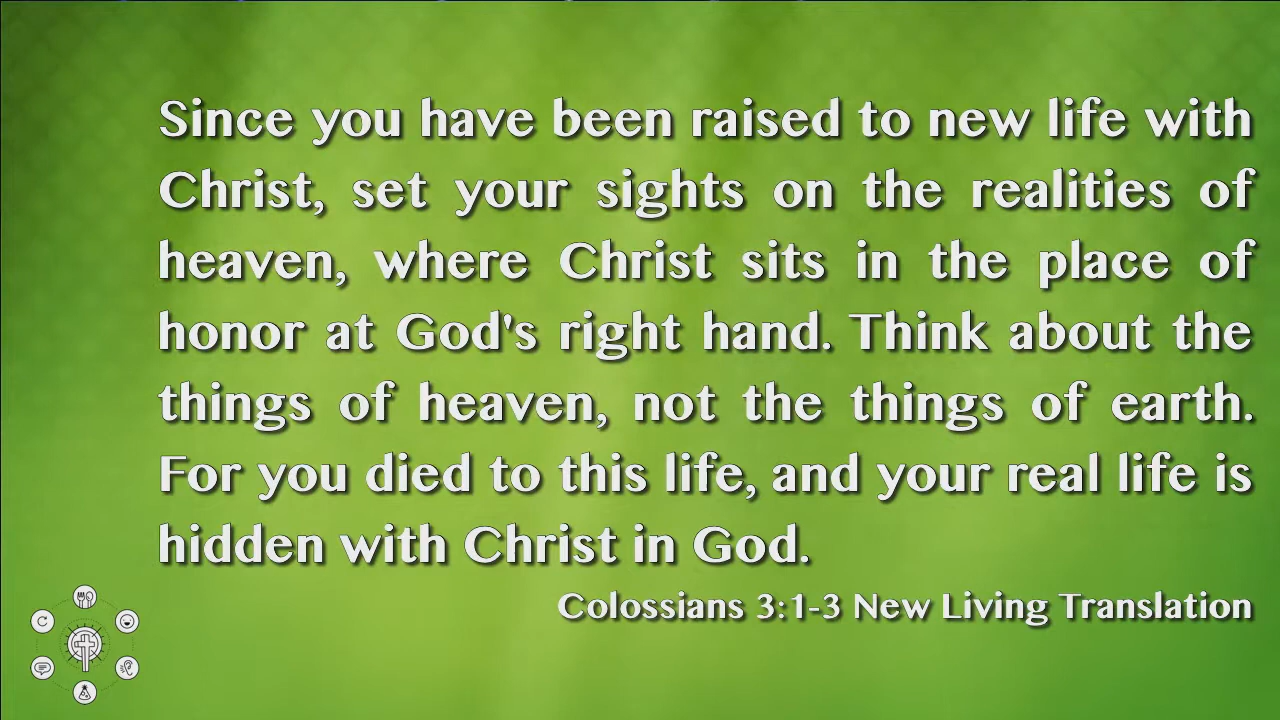 Since you have been raised to new life with
Christ, set your sights on the realities of
heaven, where Christ sits in the place of
honor at God's right hand. Think about the
things of heaven, not the things of earth.
For you died to this life, and your real life is
hidden with Christ in God.
Colossians 3:1-3 New Living Translation